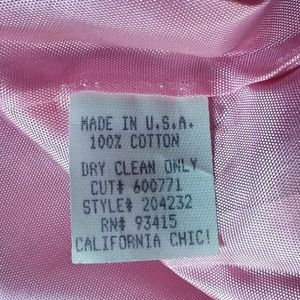 MADE IN U.S.A.
100% COTTON
DRY CLEAN ONLY
CUT# 600771
STYLE# 204232
RN# 93415
CALIFORNIA CHIC!